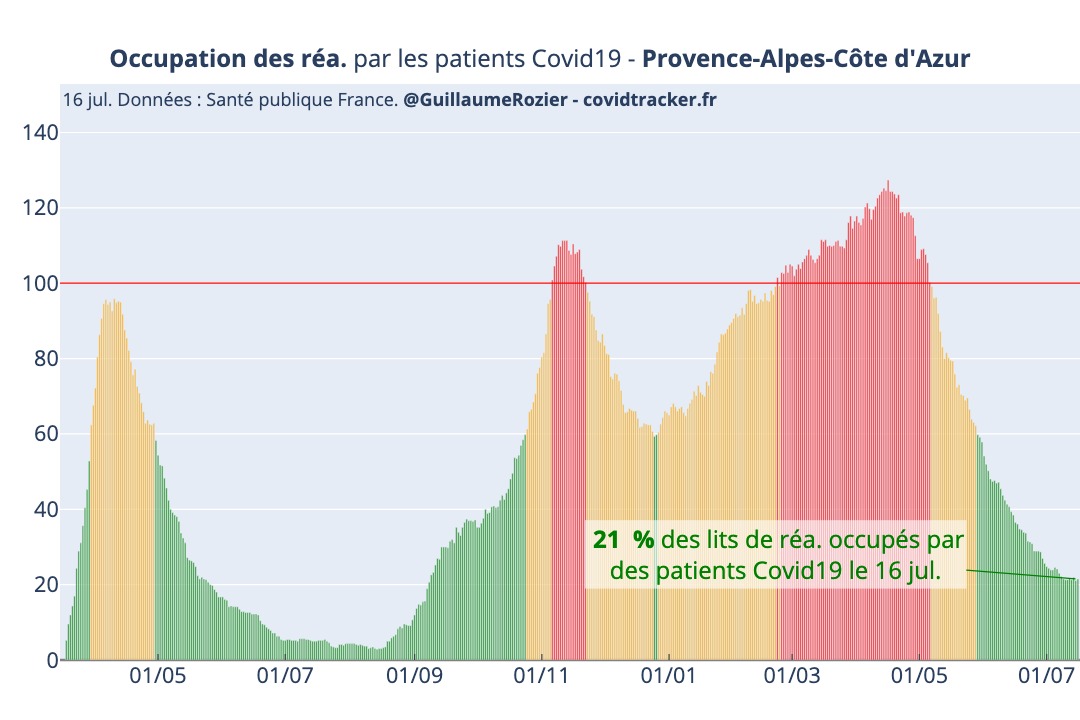 Occupation des réa. par les patients Covid19 - Provence-Alpes-Côte d'Azur
16 jul. Données : Santé publique France. @GuillaumeRozier - covidtracker.fr
140
120
100
80
60
40
20
0
21 % des lits de réa. occupés par
des patients Covid19 le 16 jul.
01/05 01/07 01/09 01/11 01/01 01/03 01/05 01/07